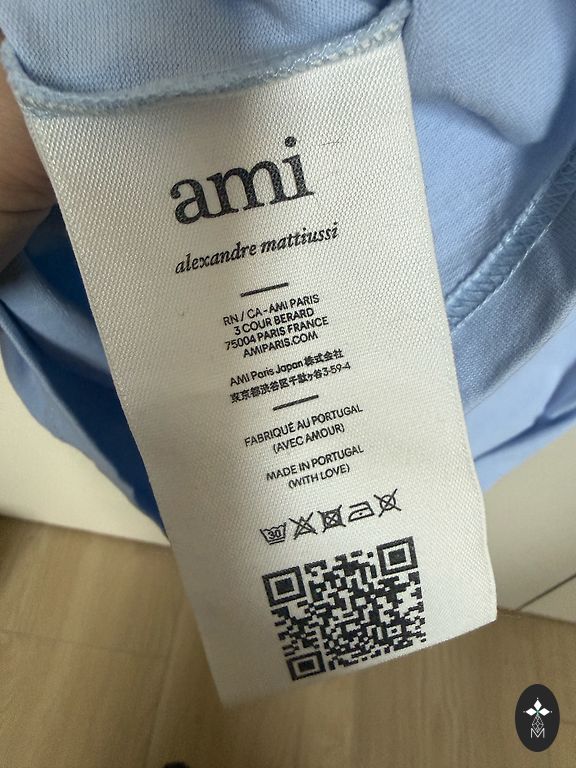 ami
alexandre mattiussi
RN / CA - AMI PARIS
3 COUR BERARD
75004 PARIS FRANCE
AMIPARIS.COM
AMI Paris Japan 株式会社
東京都渋谷区千駄ヶ谷3-59-4
FABRIQUÉ AU PORTUGAL
(AVEC AMOUR)
MADE IN PORTUGAL
(WITH LOVE)
30
M